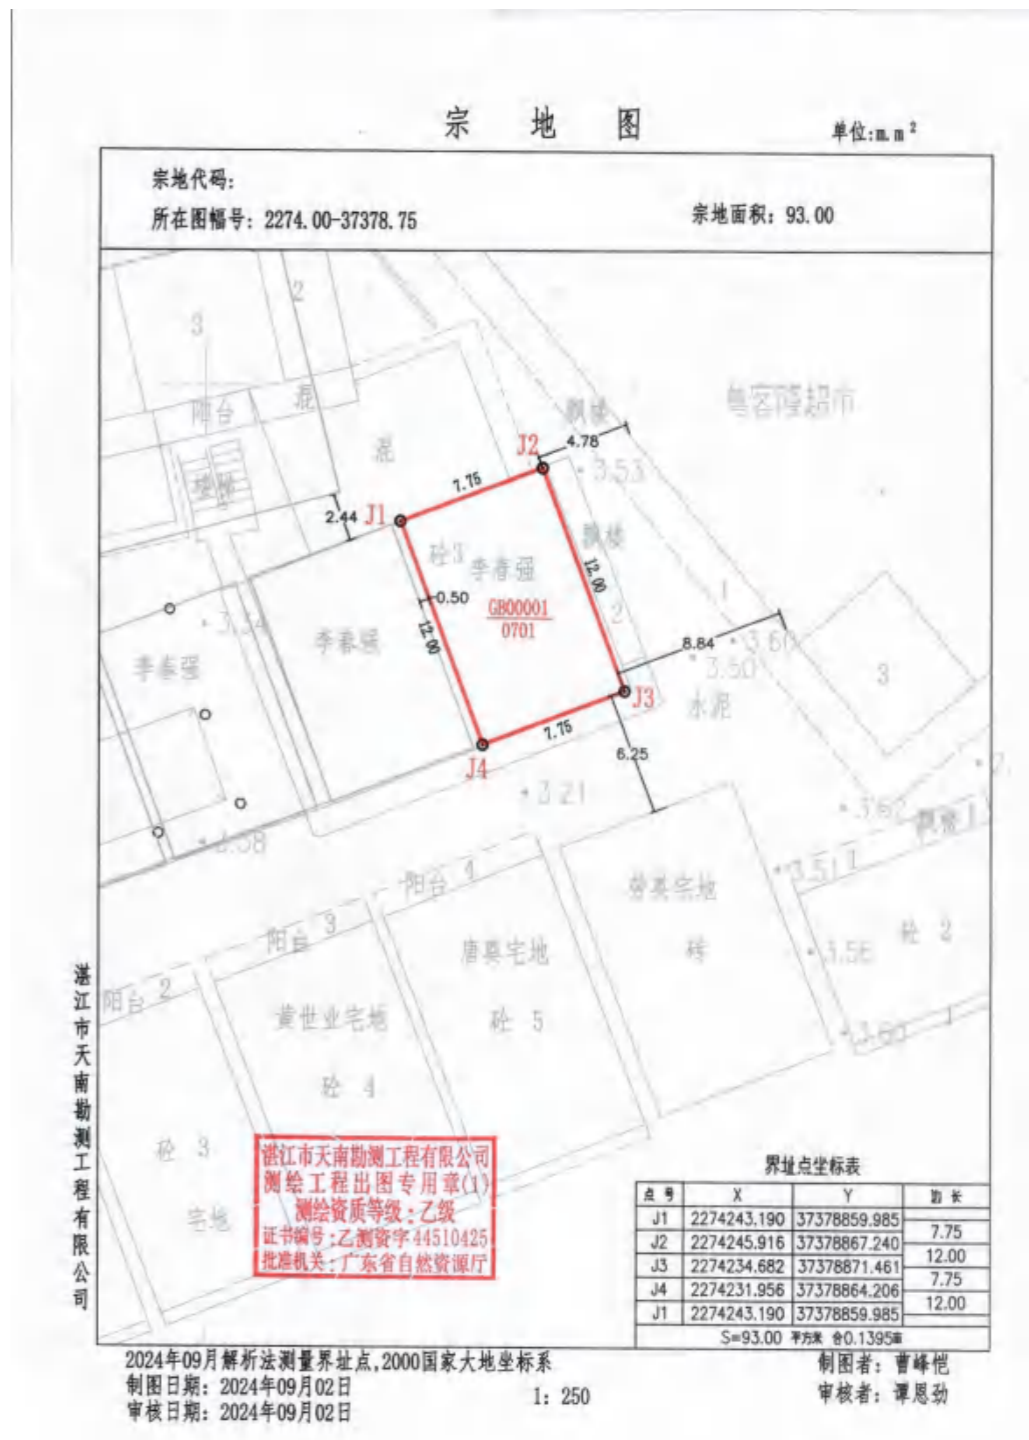 宗 地 图
单位:m.m²
宗地代码:
所在图幅号: 2274.00-37378.75
宗地面积: 93.00
2
3
粤客隆超市
阳台
混
飘楼
4.78
混
J2
3.53
7.75
2.44
J1
飘楼
砼3
李春强
12.00
0.50
GB00001
0701
1
2
12.00
3.54
李春强
8.84
3.60
李春强
3.50
3
J3
水泥
7.75
6.25
J4
3.21
3.62
3.58
3.51
1
阳台 4
宅地
阳台 3
唐葵宅地
砖
砼 2
3.56
阳台 2
黄世业宅地
砼 5
1
砼 4
砼 3
宅地
湛江市天南勘测工程有限公司
湛江市天南勘测工程有限公司
测绘工程出图专用章(1)
测绘资质等级:乙级
证书编号:乙测资字44510425
批准机关:广东省自然资源厅
界址点坐标表
点 号 X Y 边 长
J1 2274243.190 37378859.985
7.75
J2 2274245.916 37378867.240
12.00
J3 2274234.682 37378871.461
7.75
J4 2274231.956 37378864.206
12.00
J1 2274243.190 37378859.985
S=93.00 平方米 合0.1395亩
2024年09月解析法测量界址点,2000国家大地坐标系
制图日期: 2024年09月02日
审核日期: 2024年09月02日
1: 250
制图者: 曹峰恺
审核者: 谭恩劲